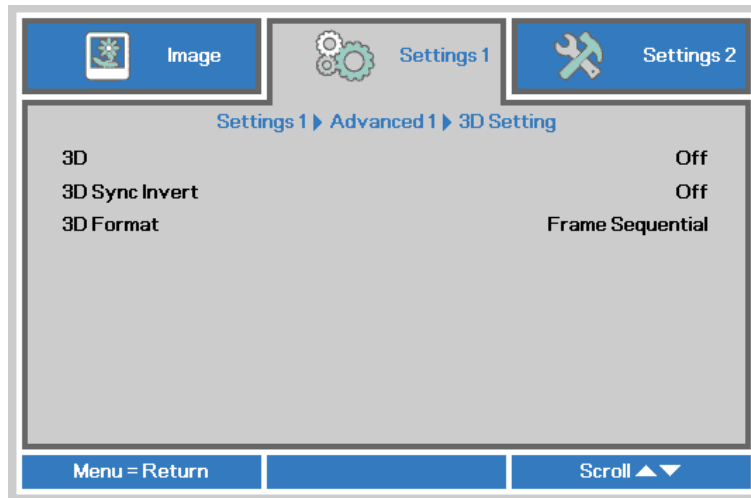 Image
Settings 1
Settings 2
Settings 1 ▶ Advanced 1 ▶ 3D Setting
3D Off
3D Sync Invert Off
3D Format Frame Sequential
Menu = Return
Scroll ▲▼